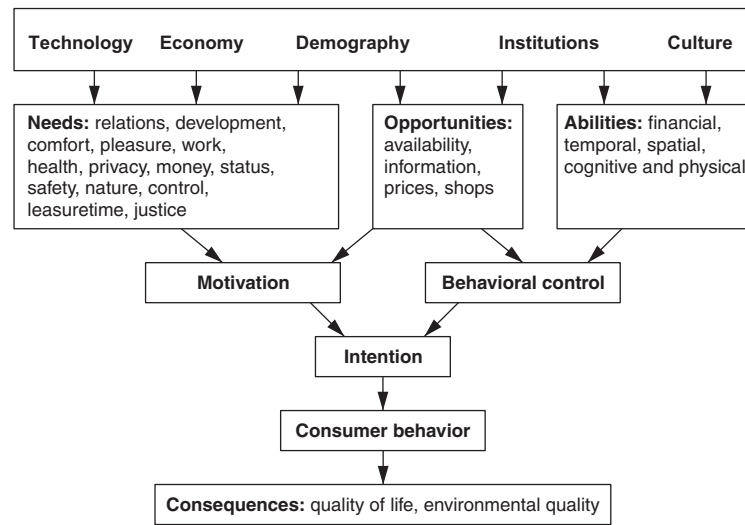 Technology Economy Demography Institutions Culture
Needs: relations, development,
comfort, pleasure, work,
health, privacy, money, status,
safety, nature, control,
leasuretime, justice
Opportunities:
availability,
information,
prices, shops
Abilities: financial,
temporal, spatial,
cognitive and physical
Motivation
Behavioral control
Intention
Consumer behavior
Consequences: quality of life, environmental quality